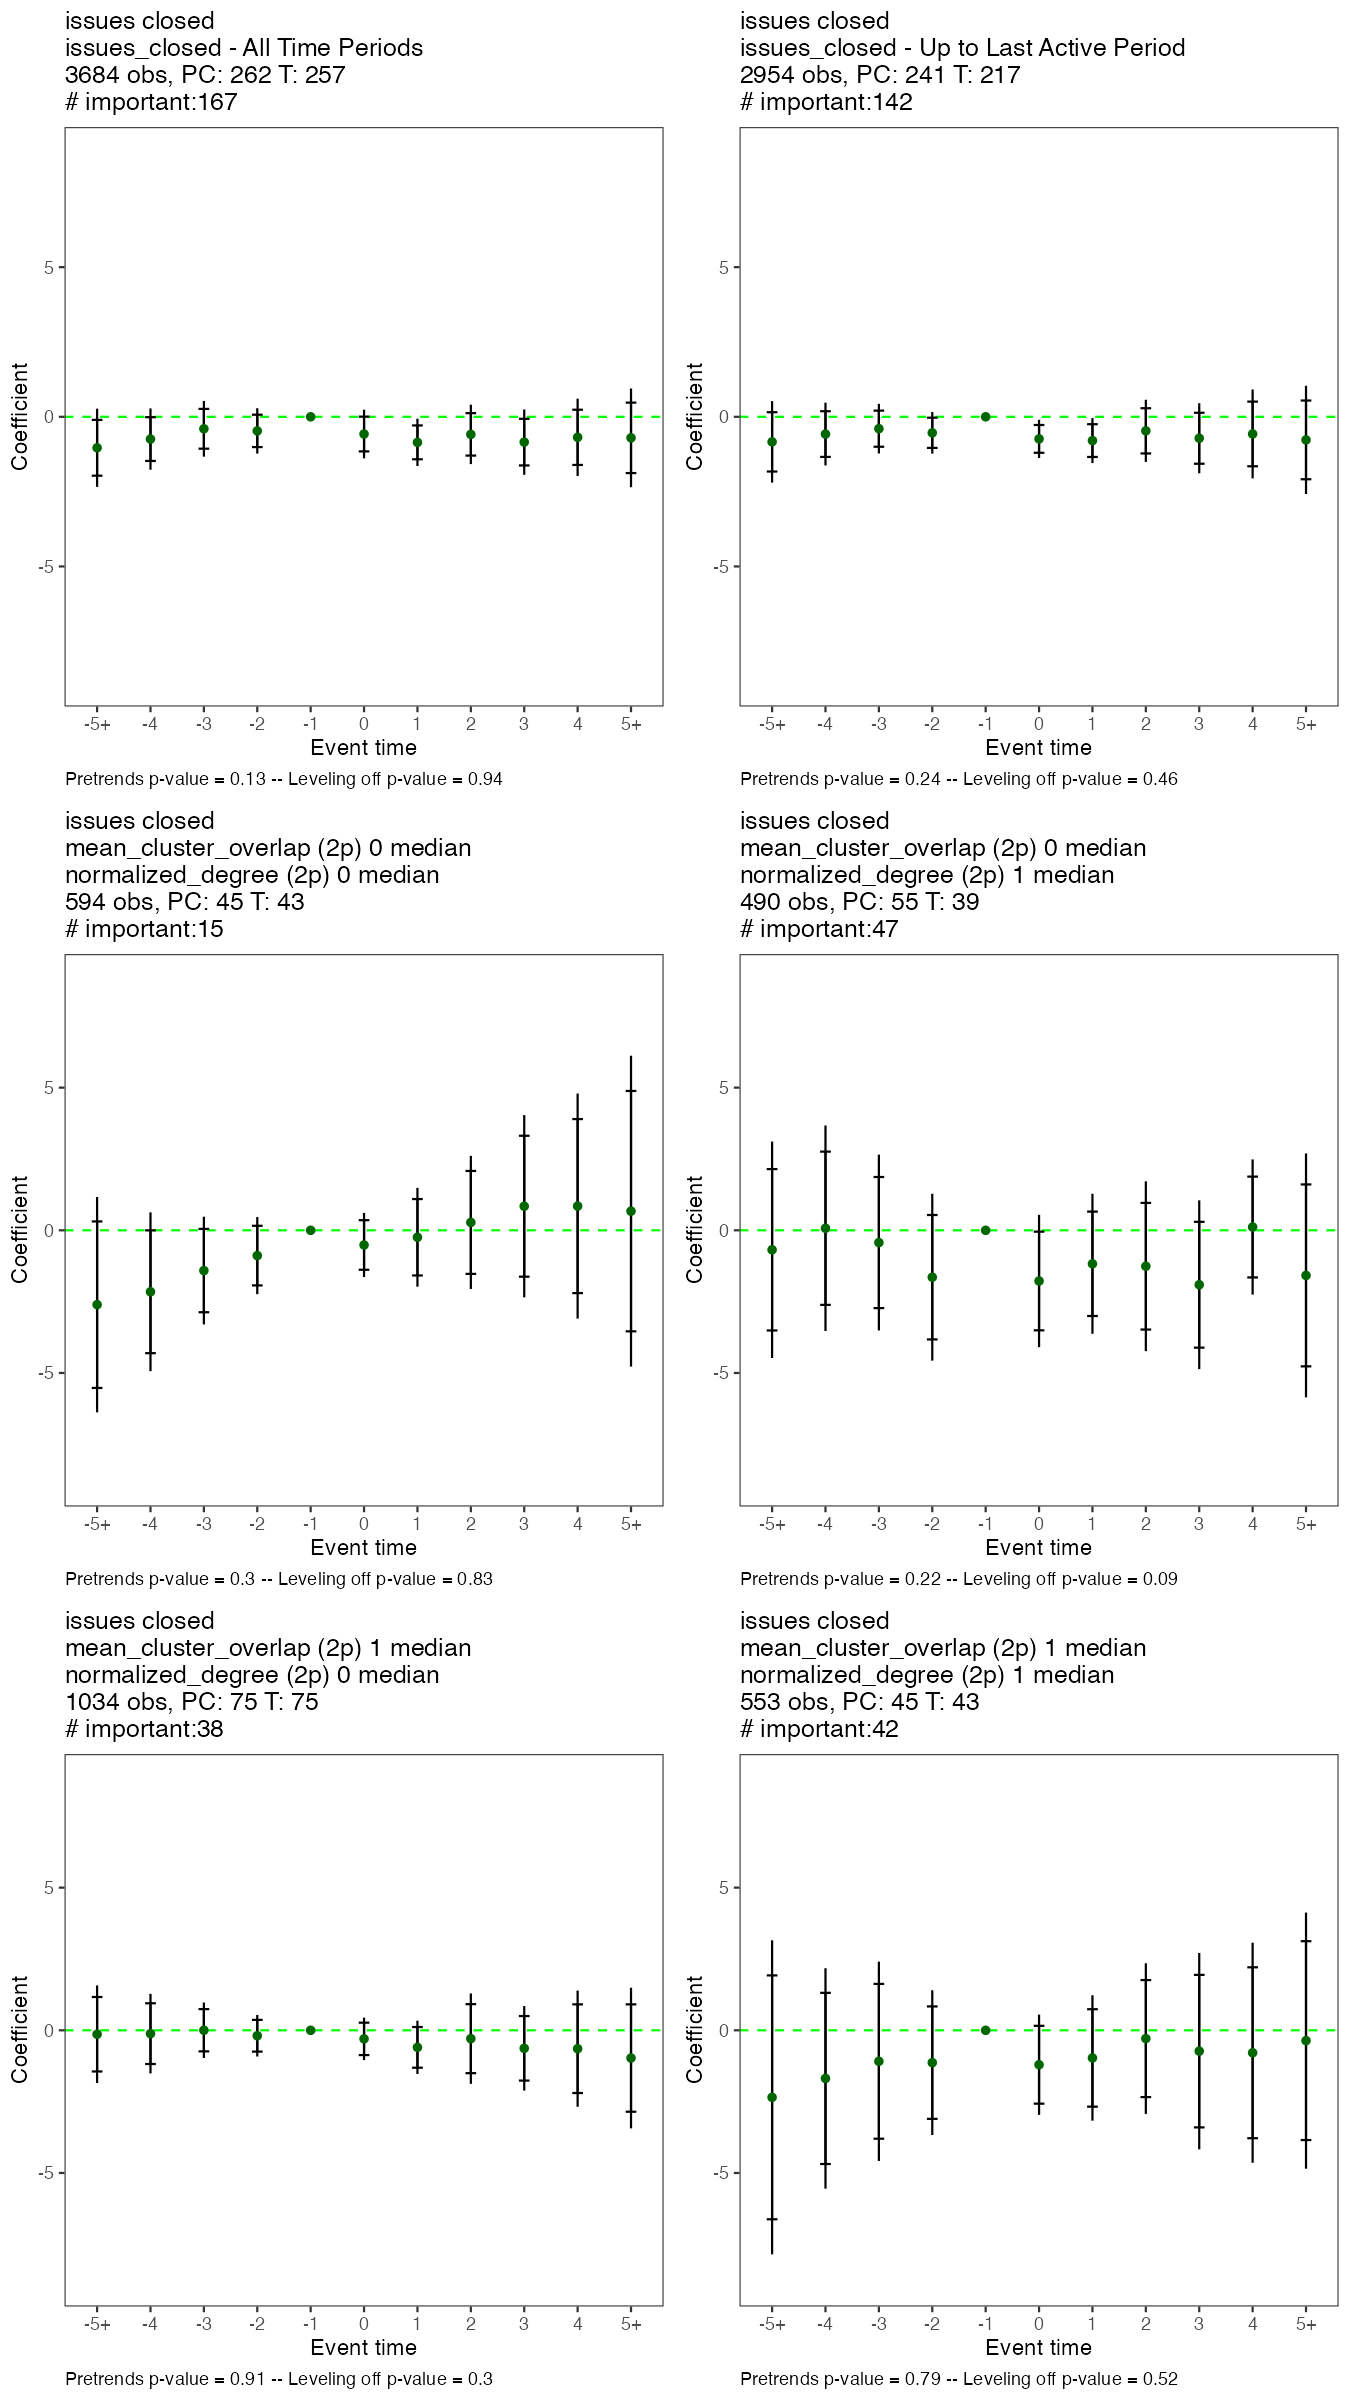 issues closed
issues_closed - All Time Periods
3684 obs, PC: 262 T: 257
# important:167
5
0
-5
Coefficient
-5+ -4 -3 -2 -1 0 1 2 3 4 5+
Event time
Pretrends p-value = 0.13 -- Leveling off p-value = 0.94
issues closed
issues_closed - Up to Last Active Period
2954 obs, PC: 241 T: 217
# important:142
5
0
-5
Coefficient
-5+ -4 -3 -2 -1 0 1 2 3 4 5+
Event time
Pretrends p-value = 0.24 -- Leveling off p-value = 0.46
issues closed
mean_cluster_overlap (2p) 0 median
normalized_degree (2p) 0 median
594 obs, PC: 45 T: 43
# important:15
5
0
-5
Coefficient
-5+ -4 -3 -2 -1 0 1 2 3 4 5+
Event time
Pretrends p-value = 0.3 -- Leveling off p-value = 0.83
issues closed
mean_cluster_overlap (2p) 0 median
normalized_degree (2p) 1 median
490 obs, PC: 55 T: 39
# important:47
5
0
-5
Coefficient
-5+ -4 -3 -2 -1 0 1 2 3 4 5+
Event time
Pretrends p-value = 0.22 -- Leveling off p-value = 0.09
issues closed
mean_cluster_overlap (2p) 1 median
normalized_degree (2p) 0 median
1034 obs, PC: 75 T: 75
# important:38
5
0
-5
Coefficient
-5+ -4 -3 -2 -1 0 1 2 3 4 5+
Event time
Pretrends p-value = 0.91 -- Leveling off p-value = 0.3
issues closed
mean_cluster_overlap (2p) 1 median
normalized_degree (2p) 1 median
553 obs, PC: 45 T: 43
# important:42
5
0
-5
Coefficient
-5+ -4 -3 -2 -1 0 1 2 3 4 5+
Event time
Pretrends p-value = 0.79 -- Leveling off p-value = 0.52